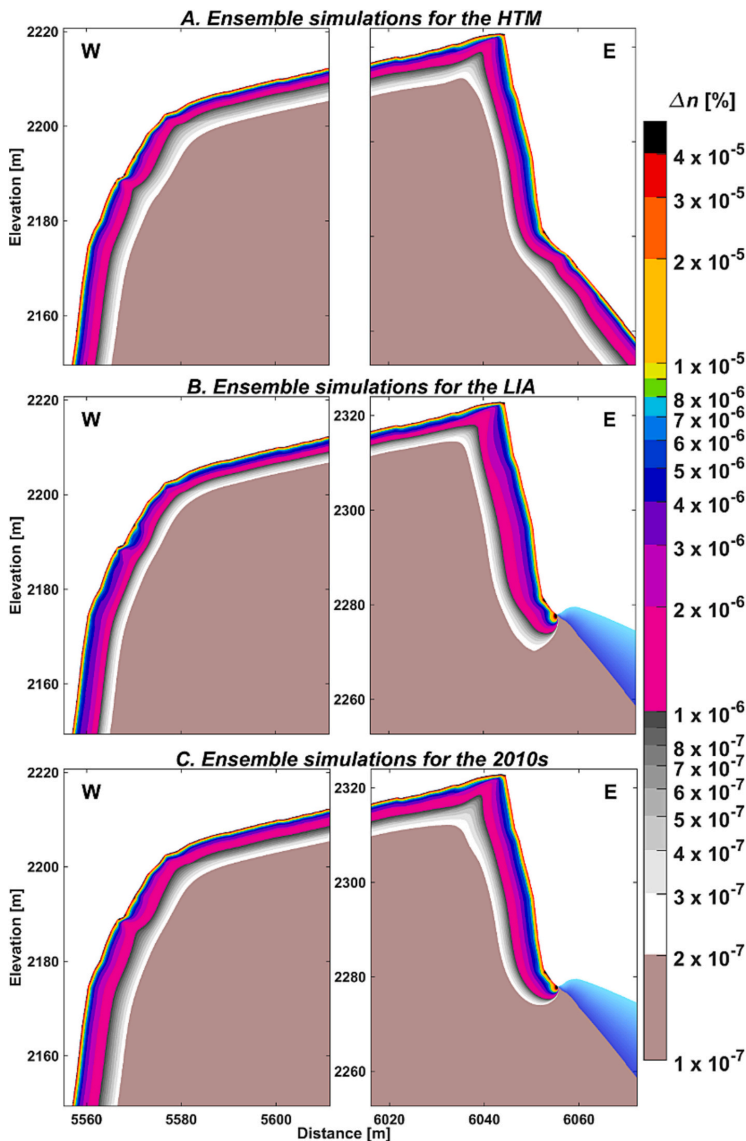 A. Ensemble simulations for the HTM
W
E
Elevation [m]
2220
2200
2180
2160
B. Ensemble simulations for the LIA
W
E
Elevation [m]
2220
2200
2180
2160
2320
2300
2280
2260
C. Ensemble simulations for the 2010s
W
E
Elevation [m]
2220
2200
2180
2160
2320
2300
2280
2260
5560 5580 5600 6020 6040 6060
Distance [m]
Δn [%]
4 x 10⁻⁵
3 x 10⁻⁵
2 x 10⁻⁵
1 x 10⁻⁵
8 x 10⁻⁶
7 x 10⁻⁶
6 x 10⁻⁶
5 x 10⁻⁶
4 x 10⁻⁶
3 x 10⁻⁶
2 x 10⁻⁶
1 x 10⁻⁶
8 x 10⁻⁷
7 x 10⁻⁷
6 x 10⁻⁷
5 x 10⁻⁷
4 x 10⁻⁷
3 x 10⁻⁷
2 x 10⁻⁷
1 x 10⁻⁷